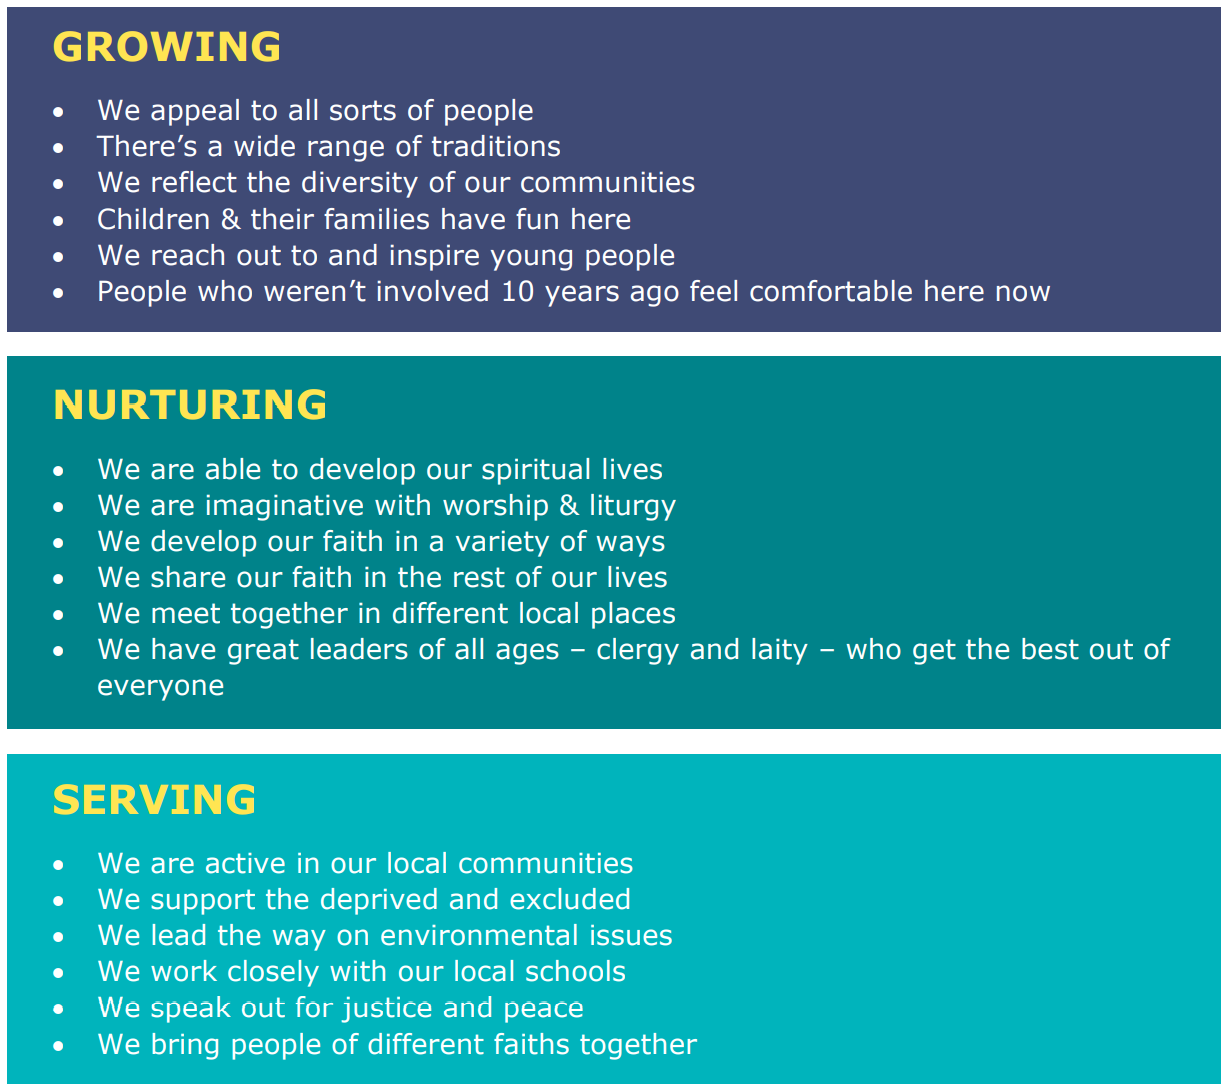 GROWING
• We appeal to all sorts of people
• There’s a wide range of traditions
• We reflect the diversity of our communities
• Children & their families have fun here
• We reach out to and inspire young people
• People who weren’t involved 10 years ago feel comfortable here now
NURTURING
• We are able to develop our spiritual lives
• We are imaginative with worship & liturgy
• We develop our faith in a variety of ways
• We share our faith in the rest of our lives
• We meet together in different local places
• We have great leaders of all ages – clergy and laity – who get the best out of
everyone
SERVING
• We are active in our local communities
• We support the deprived and excluded
• We lead the way on environmental issues
• We work closely with our local schools
• We speak out for justice and peace
• We bring people of different faiths together